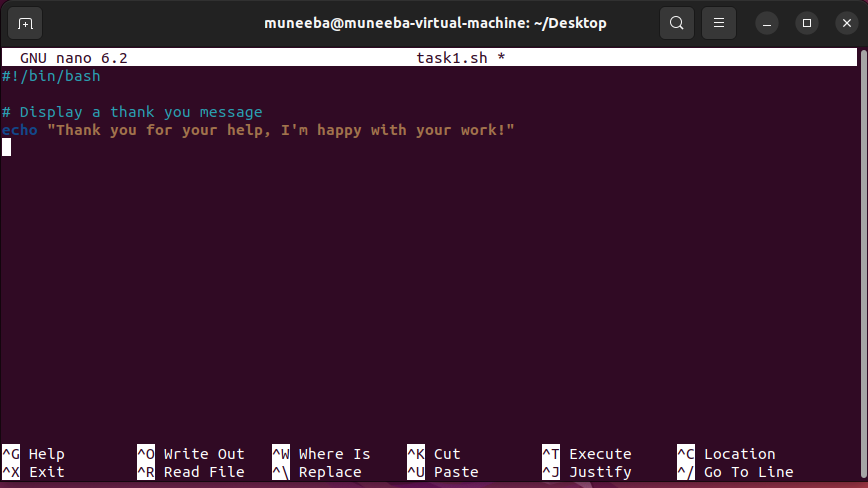 muneeba@muneeba-virtual-machine: ~/Desktop
GNU nano 6.2 task1.sh *
#!/bin/bash
# Display a thank you message
echo "Thank you for your help, I'm happy with your work!"
^G Help ^O Write Out ^W Where Is ^K Cut ^T Execute ^C Location
^X Exit ^R Read File ^\ Replace ^U Paste ^J Justify ^/ Go To Line